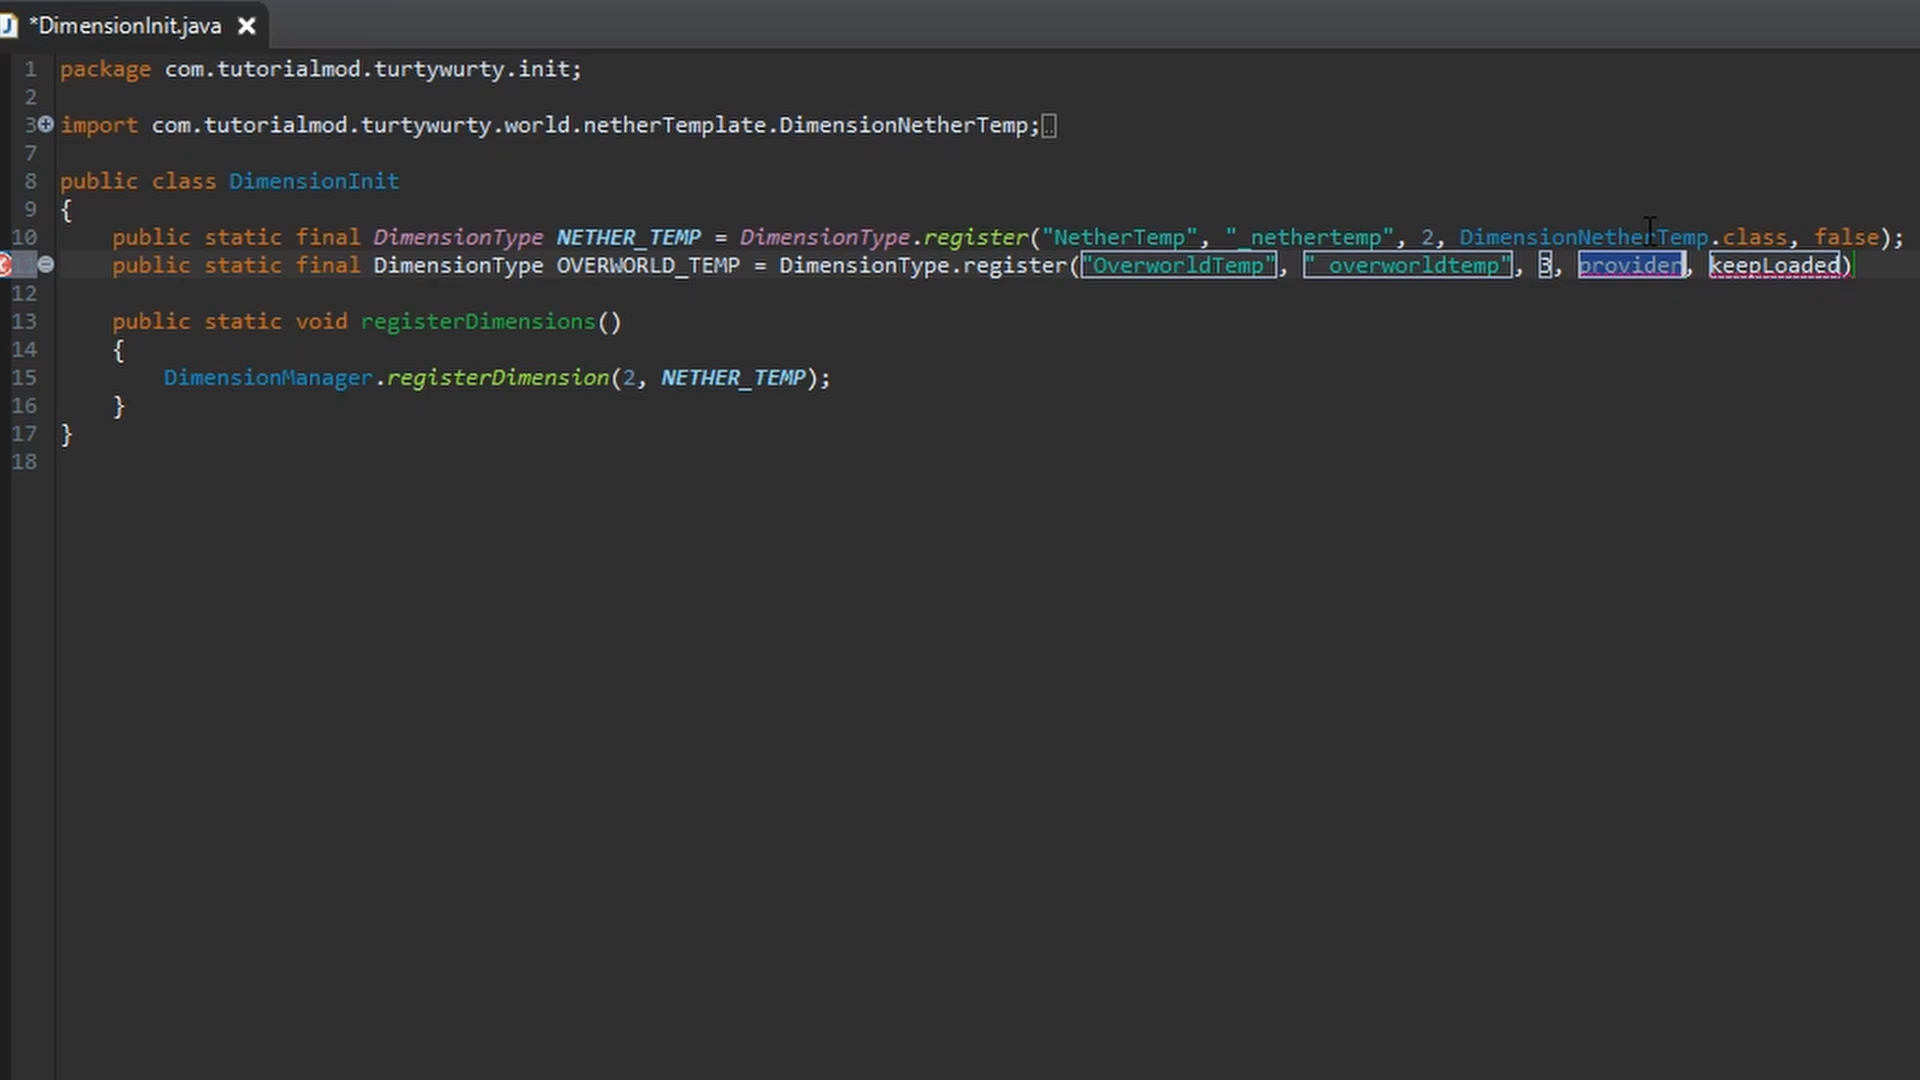 *DimensionInit.java
1 package com.tutorialmod.turtywurty.init;
2
3 import com.tutorialmod.turtywurty.world.netherTemplate.DimensionNetherTemp;
7
8 public class DimensionInit
9 {
10 public static final DimensionType NETHER_TEMP = DimensionType.register("NetherTemp", "_nethertemp", 2, DimensionNetherTemp.class, false);
11 public static final DimensionType OVERWORLD_TEMP = DimensionType.register("OverworldTemp", "_overworldtemp", 3, provider, keepLoaded)
12
13 public static void registerDimensions()
14 {
15 DimensionManager.registerDimension(2, NETHER_TEMP);
16 }
17 }
18